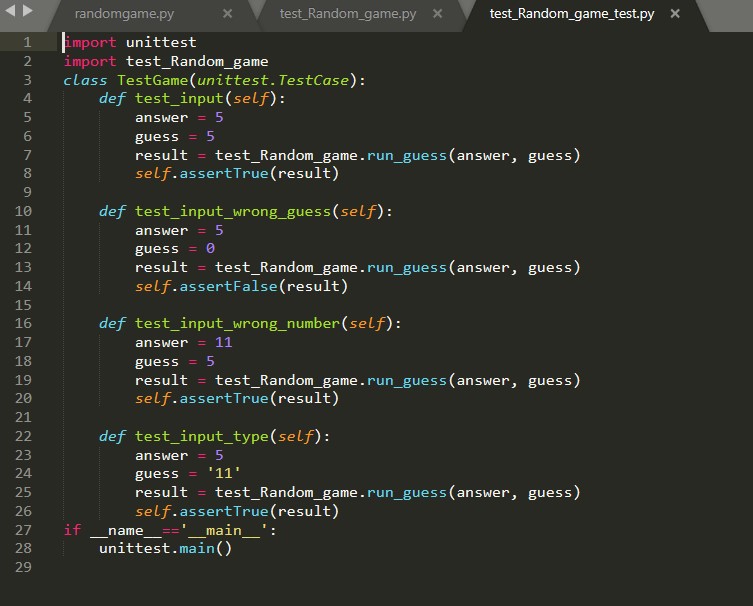 randomgame.py × test_Random_game.py × test_Random_game_test.py ×
1 import unittest
2 import test_Random_game
3 class TestGame(unittest.TestCase):
4     def test_input(self):
5         answer = 5
6         guess = 5
7         result = test_Random_game.run_guess(answer, guess)
8         self.assertTrue(result)
9
10     def test_input_wrong_guess(self):
11         answer = 5
12         guess = 0
13         result = test_Random_game.run_guess(answer, guess)
14         self.assertFalse(result)
15
16     def test_input_wrong_number(self):
17         answer = 11
18         guess = 5
19         result = test_Random_game.run_guess(answer, guess)
20         self.assertTrue(result)
21
22     def test_input_type(self):
23         answer = 5
24         guess = '11'
25         result = test_Random_game.run_guess(answer, guess)
26         self.assertTrue(result)
27 if __name__=='__main__':
28     unittest.main()
29